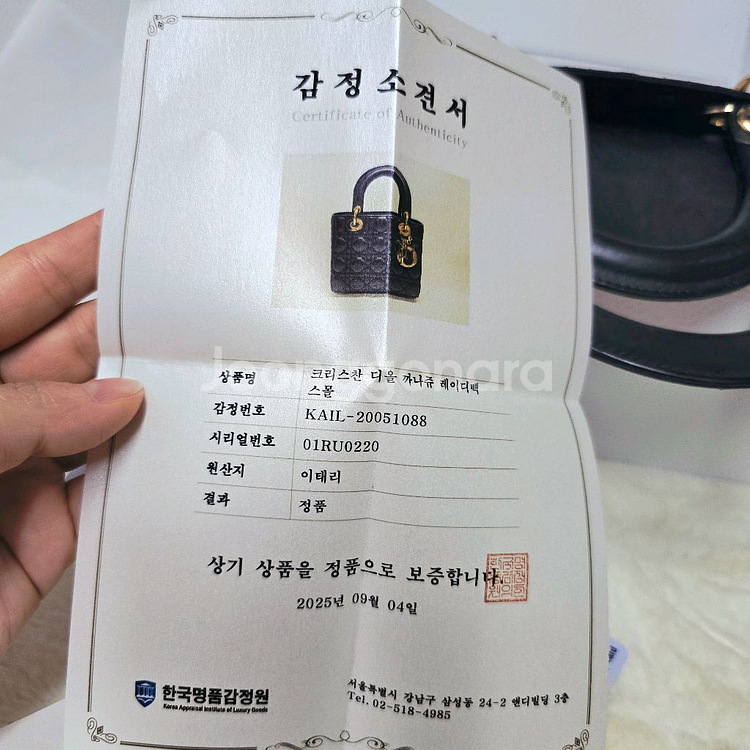 감정소견서
Certificate of Authenticity
Joonggonara
상품명 크리스찬 디올 까나쥬 레이디백
스몰
감정번호 KAIL-20051088
시리얼번호 01RU0220
원산지 이태리
결과 정품
상기 상품을 정품으로 보증합니다.
2025년 09월 04일
한국명품감정원
Korea Appraisal Institute of Luxury Goods
서울특별시 강남구 삼성동 24-2 앤디빌딩 3층
Tel. 02-518-4985